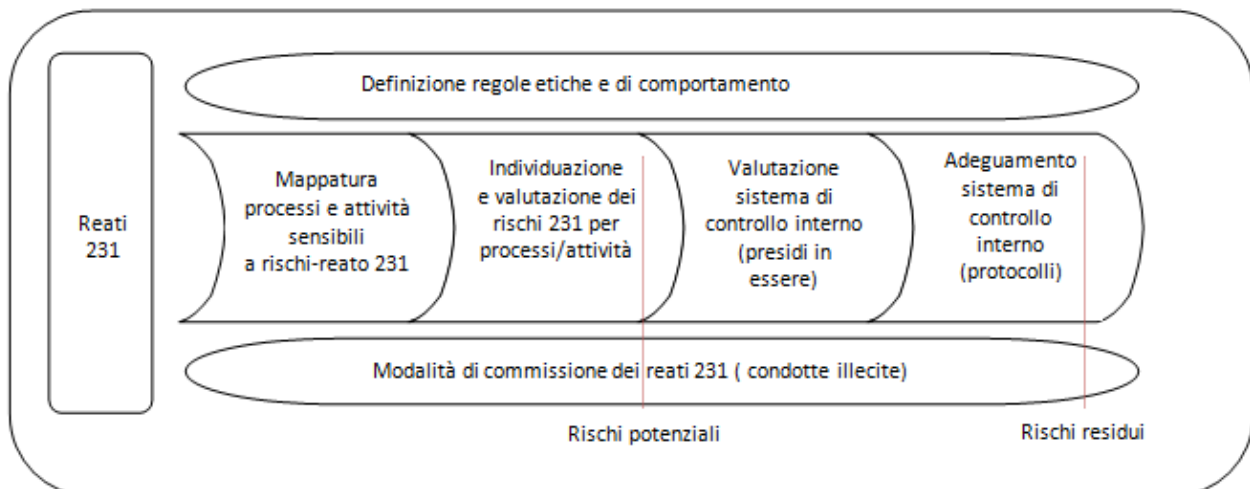 Definizione regole etiche e di comportamento
Reati
231
Mappatura
processi e attività
sensibili
a rischi-reato 231
Individuazione
e valutazione dei
rischi 231 per
processi/attività
Valutazione
sistema di
controllo interno
(presidi in
essere)
Adeguamento
sistema di
controllo
interno
(protocolli)
Modalità di commissione dei reati 231 ( condotte illecite)
Rischi potenziali
Rischi residui